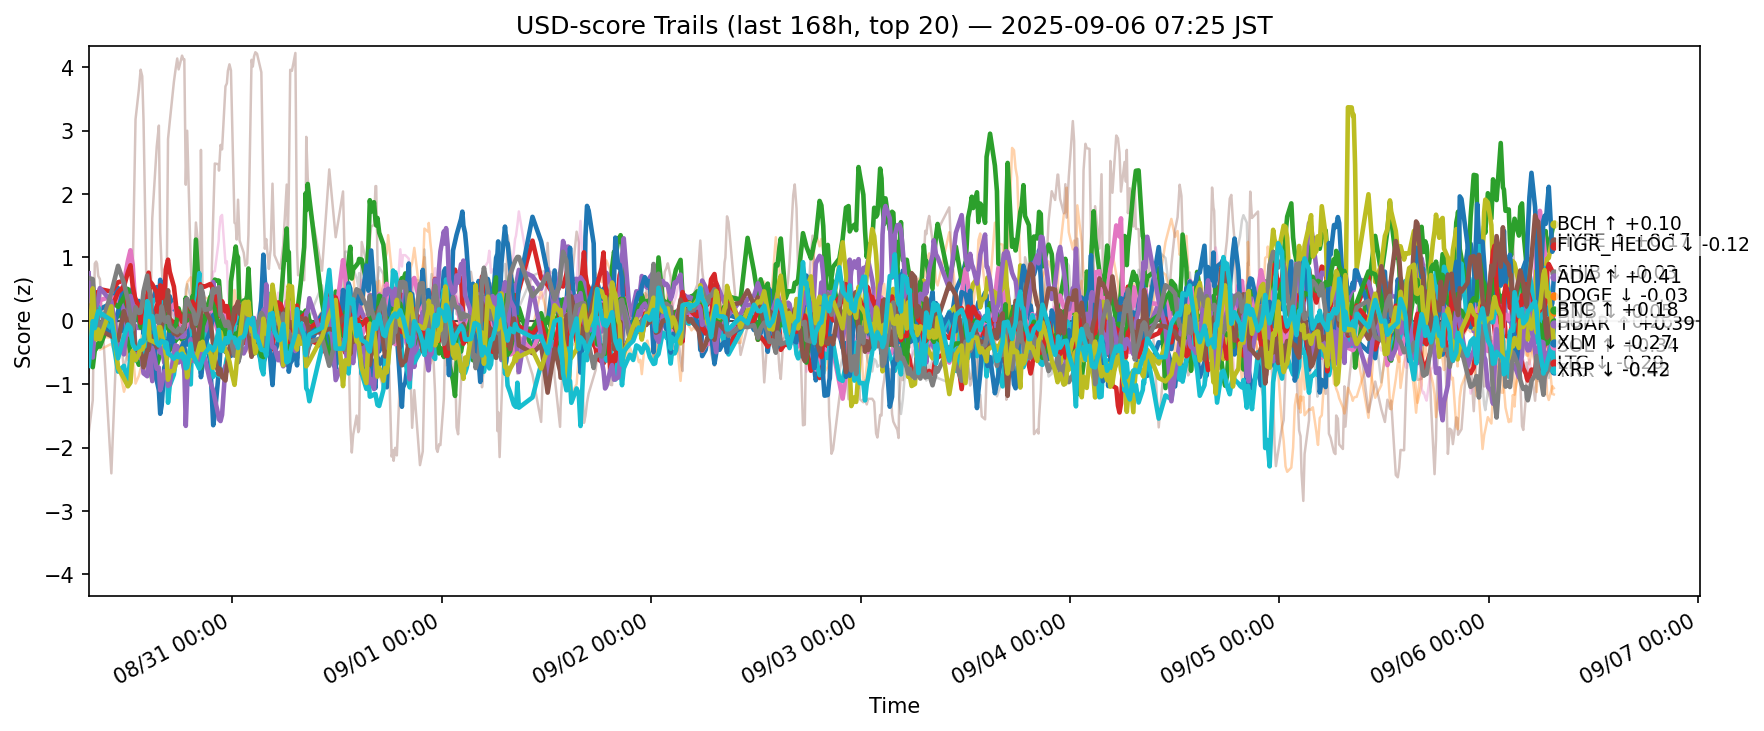 USD-score Trails (last 168h, top 20) — 2025-09-06 07:25 JST
4
3
2
1
0
−1
−2
−3
−4
Score (z)
BCH ↑ +0.10
FIGR_HELOC ↓ -0.12
ADA ↑ +0.41
DOGE ↓ -0.03
BTC ↑ +0.18
HBAR ↑ +0.39
XLM ↓ -0.27
XRP ↓ -0.42
08/31 00:00
09/01 00:00
09/02 00:00
09/03 00:00
09/04 00:00
09/05 00:00
09/06 00:00
09/07 00:00
Time